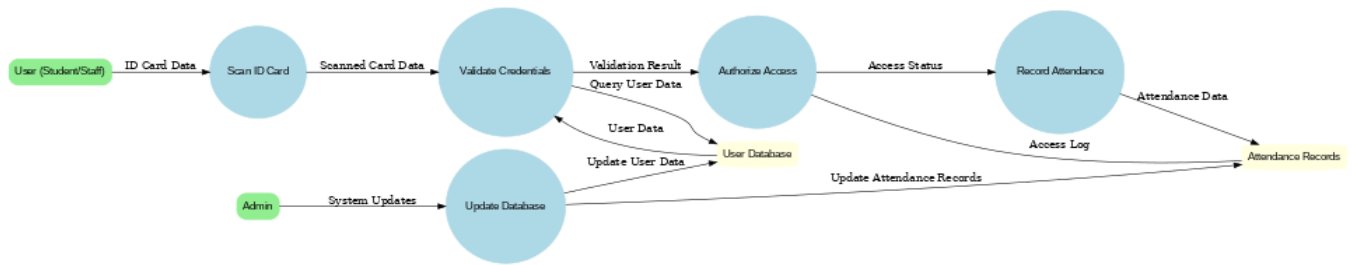 User (Student/Staff)
ID Card Data
Scan ID Card
Scanned Card Data
Validate Credentials
Validation Result
Query User Data
User Data
Authorize Access
Access Status
Record Attendance
Attendance Data
User Database
Update User Data
Access Log
Attendance Records
Update Attendance Records
Admin
System Updates
Update Database